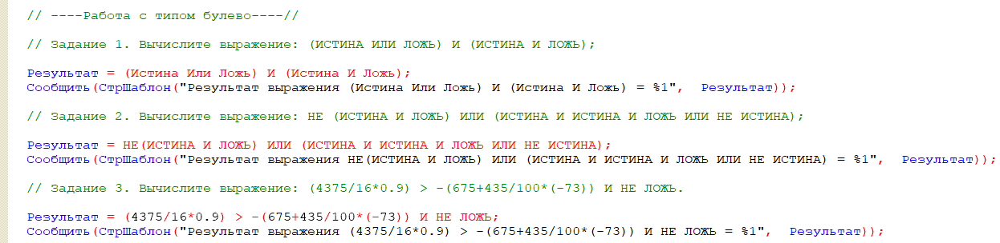 // ----Работа с типом булево----//
// Задание 1. Вычислите выражение: (ИСТИНА ИЛИ ЛОЖЬ) И (ИСТИНА И ЛОЖЬ);
Результат = (Истина Или Ложь) И (Истина И Ложь);
Сообщить(СтрШаблон("Результат выражения (Истина Или Ложь) И (Истина И Ложь) = %1",  Результат));
// Задание 2. Вычислите выражение: НЕ (ИСТИНА И ЛОЖЬ) ИЛИ (ИСТИНА И ИСТИНА И ЛОЖЬ ИЛИ НЕ ИСТИНА);
Результат = НЕ(ИСТИНА И ЛОЖЬ) ИЛИ (ИСТИНА И ИСТИНА И ЛОЖЬ ИЛИ НЕ ИСТИНА);
Сообщить(СтрШаблон("Результат выражения НЕ(ИСТИНА И ЛОЖЬ) ИЛИ (ИСТИНА И ИСТИНА И ЛОЖЬ ИЛИ НЕ ИСТИНА) = %1",  Результат));
// Задание 3. Вычислите выражение: (4375/16*0.9) > -(675+435/100*(-73)) И НЕ ЛОЖЬ.
Результат = (4375/16*0.9) > -(675+435/100*(-73)) И НЕ ЛОЖЬ;
Сообщить(СтрШаблон("Результат выражения (4375/16*0.9) > -(675+435/100*(-73)) И НЕ ЛОЖЬ = %1",  Результат));